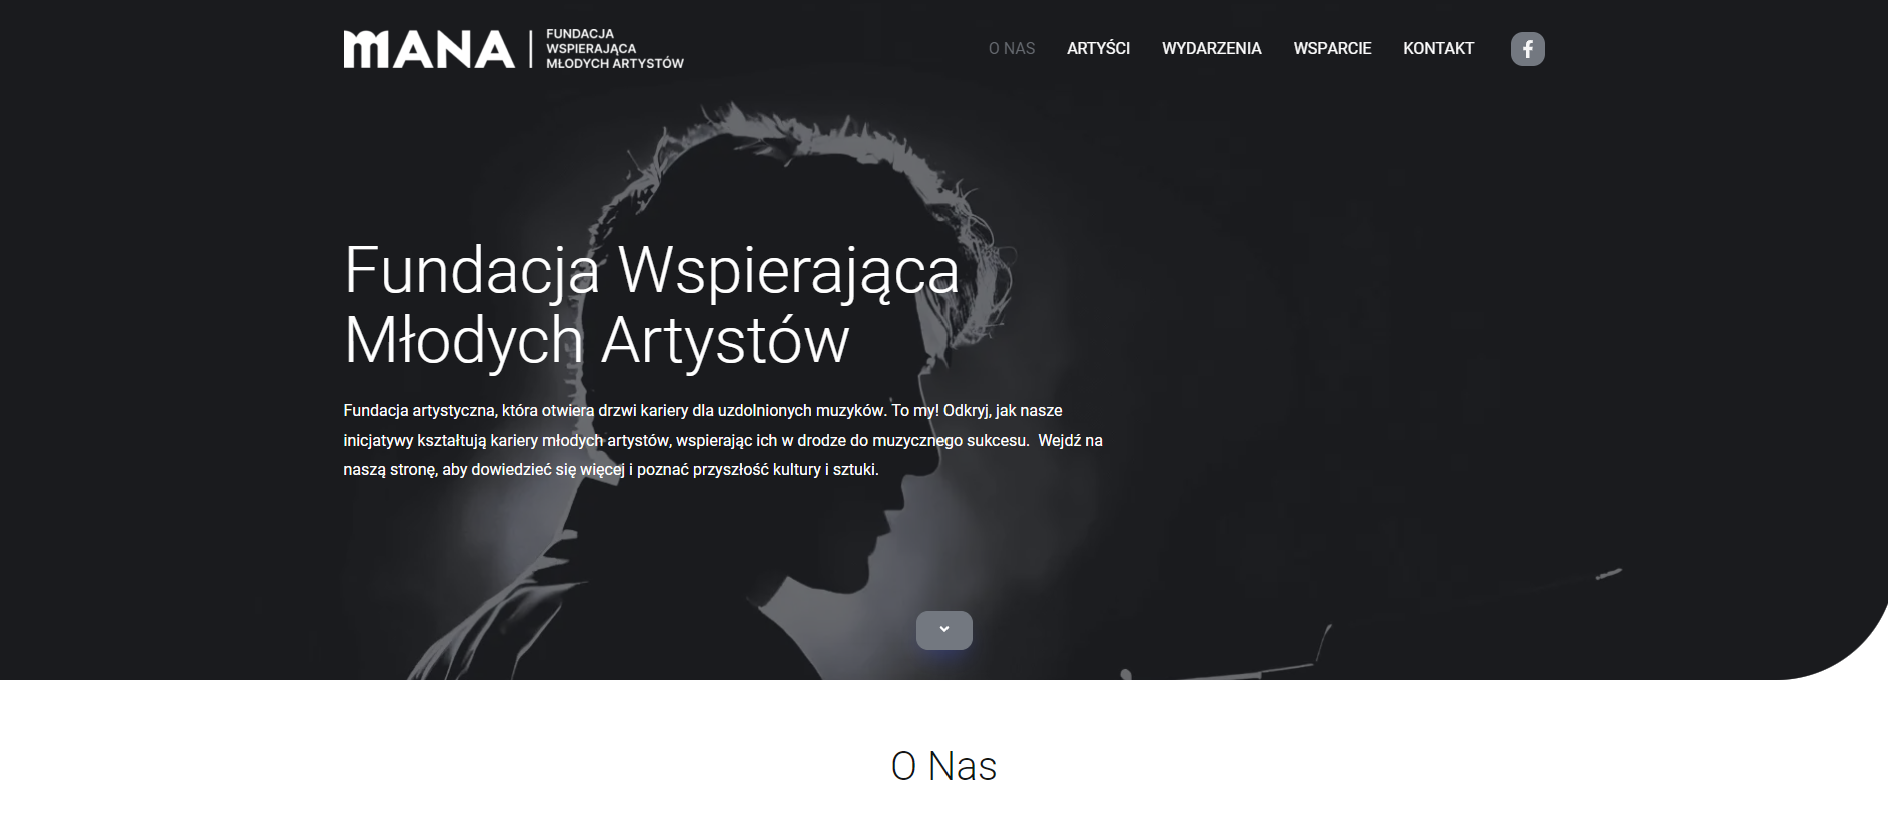 MANA
FUNDACJA
WSPIERAJĄCA
MŁODYCH ARTYSTÓW
O NAS
ARTYŚCI
WYDARZENIA
WSPARCIE
KONTAKT
Fundacja Wspierająca
Młodych Artystów
Fundacja artystyczna, która otwiera drzwi kariery dla uzdolnionych muzyków. To my! Odkryj, jak nasze
inicjatywy kształtują kariery młodych artystów, wspierając ich w drodze do muzycznego sukcesu.  Wejdź na
naszą stronę, aby dowiedzieć się więcej i poznać przyszłość kultury i sztuki.
O Nas